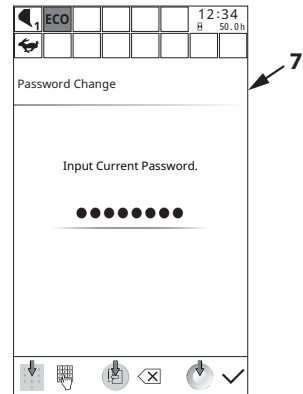 1 ECO 12:34
50.0h
7
Password Change
Input Current Password.
●●●●●●●●